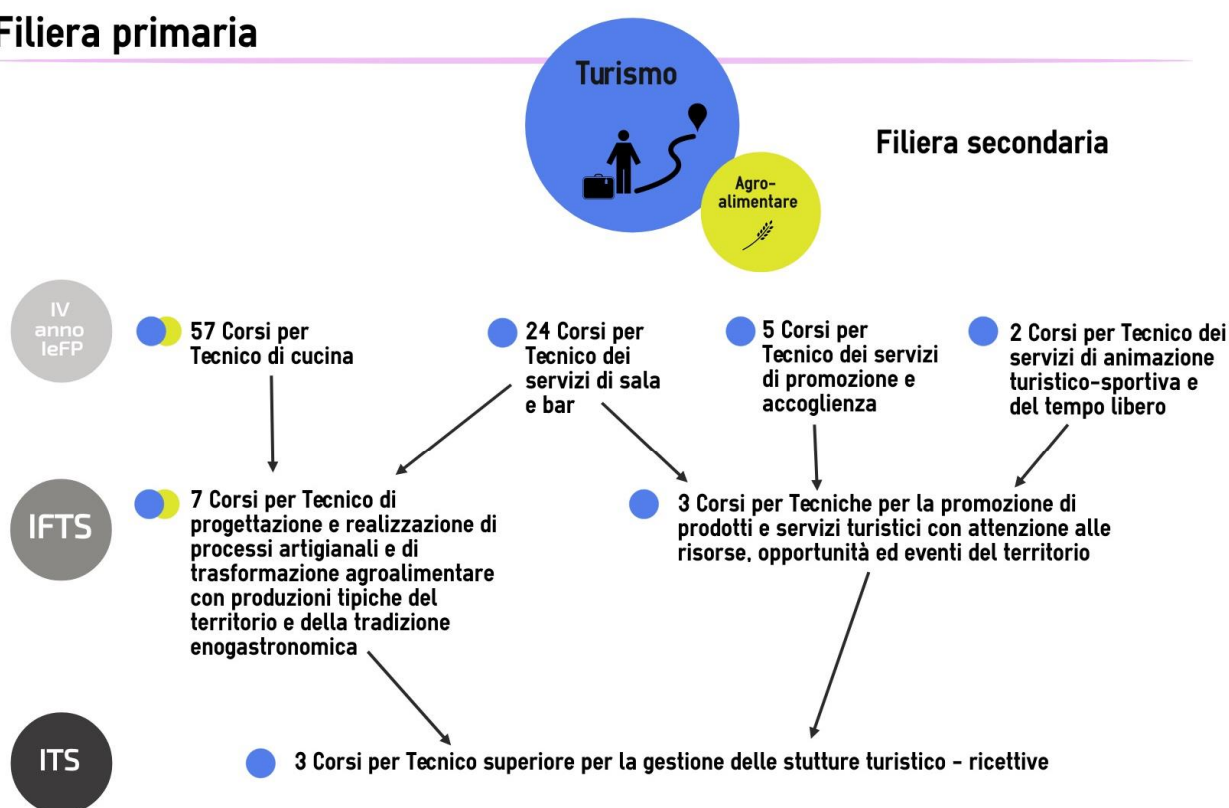 Filiera primaria
Turismo
Filiera secondaria
Agro-
alimentare
IV
anno
IeFP
57 Corsi per
Tecnico di cucina
24 Corsi per
Tecnico dei
servizi di sala
e bar
5 Corsi per
Tecnico dei servizi
di promozione e
accoglienza
2 Corsi per Tecnico dei
servizi di animazione
turistico-sportiva e
del tempo libero
IFTS
7 Corsi per Tecnico di
progettazione e realizzazione di
processi artigianali e di
trasformazione agroalimentare
con produzioni tipiche del
territorio e della tradizione
enogastronomica
3 Corsi per Tecniche per la promozione di
prodotti e servizi turistici con attenzione alle
risorse, opportunità ed eventi del territorio
ITS
3 Corsi per Tecnico superiore per la gestione delle stutture turistico - ricettive